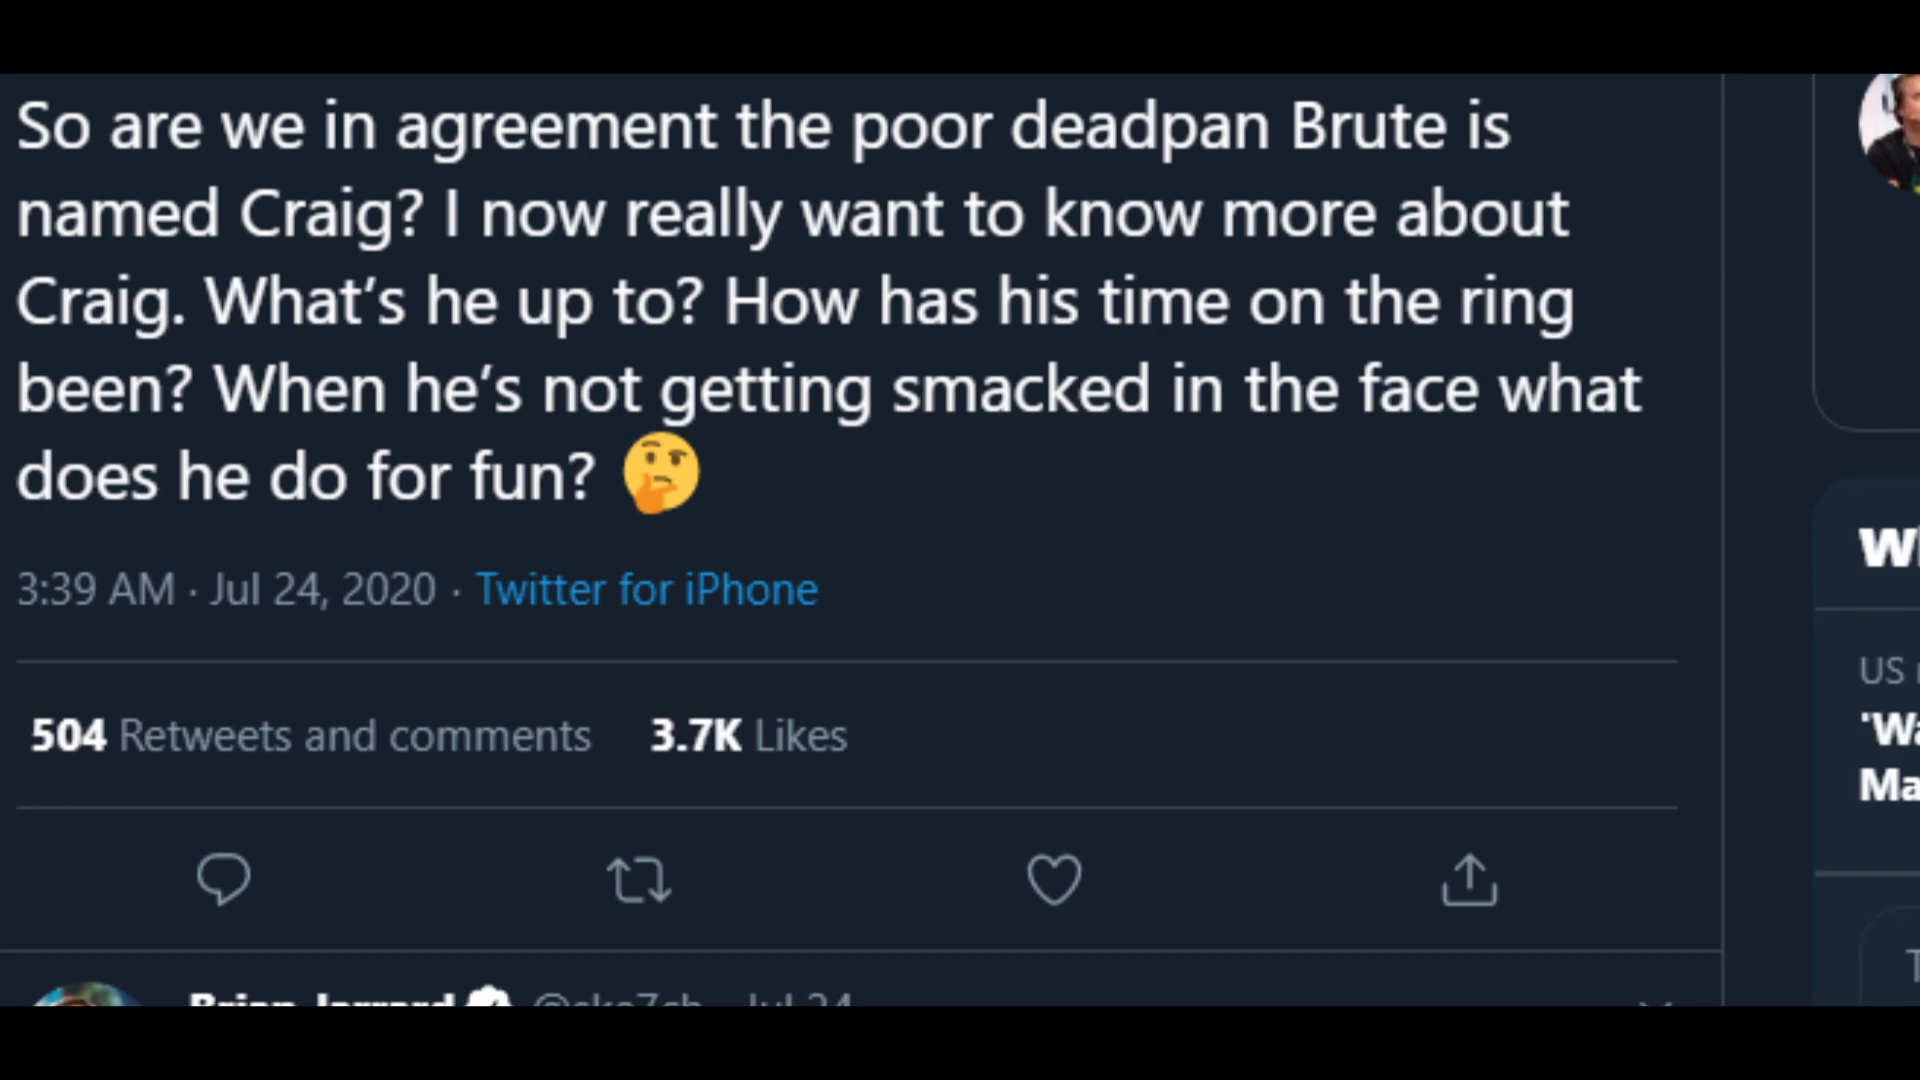 So are we in agreement the poor deadpan Brute is
named Craig? I now really want to know more about
Craig. What's he up to? How has his time on the ring
been? When he's not getting smacked in the face what
does he do for fun? 🤔
3:39 AM · Jul 24, 2020 · Twitter for iPhone
504 Retweets and comments 3.7K Likes
US